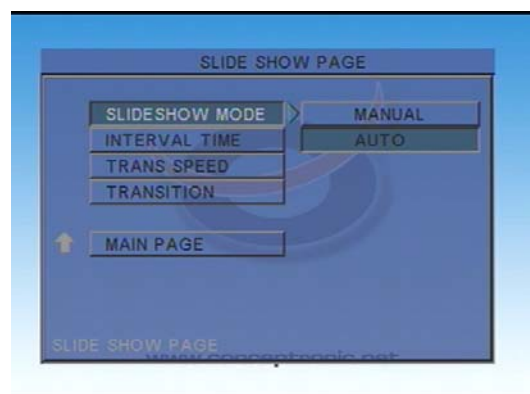 SLIDE SHOW PAGE
SLIDESHOW MODE
MANUAL
INTERVAL TIME
AUTO
TRANS SPEED
TRANSITION
MAIN PAGE
SLIDE SHOW PAGE
www.conceptronic.net